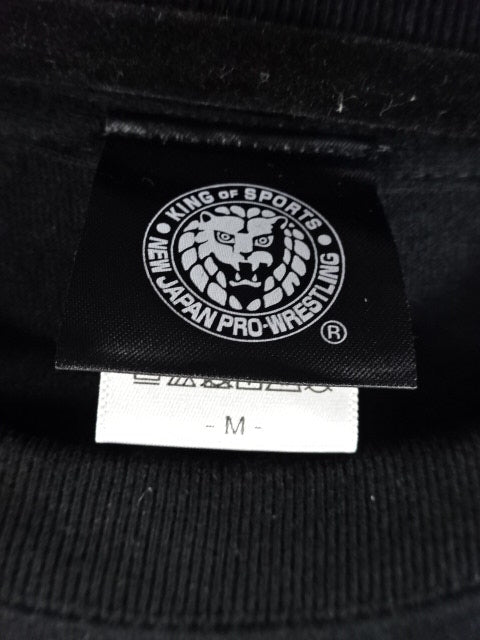 KING OF SPORTS
NEW JAPAN PRO-WRESTLING
®
- M -